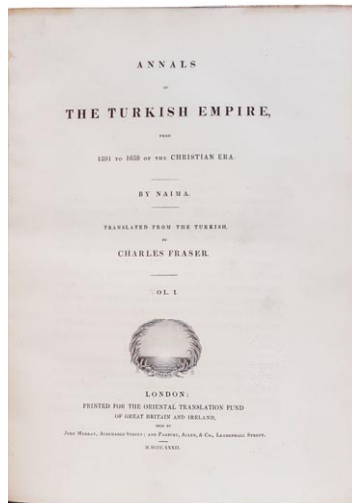 ANNALS
OF
THE TURKISH EMPIRE,
FROM
1591 TO 1659 OF THE CHRISTIAN ERA.
BY NAIMA.
TRANSLATED FROM THE TURKISH,
BY
CHARLES FRASER.
OL. I.
LONDON:
PRINTED FOR THE ORIENTAL TRANSLATION FUND
OF GREAT BRITAIN AND IRELAND,
SOLD BY
JOHN MURRAY, ALBEMARLE STREET; AND PARBURY, ALLEN, & CO., LEADENHALL STREET.
M.DCCC.XXXII.